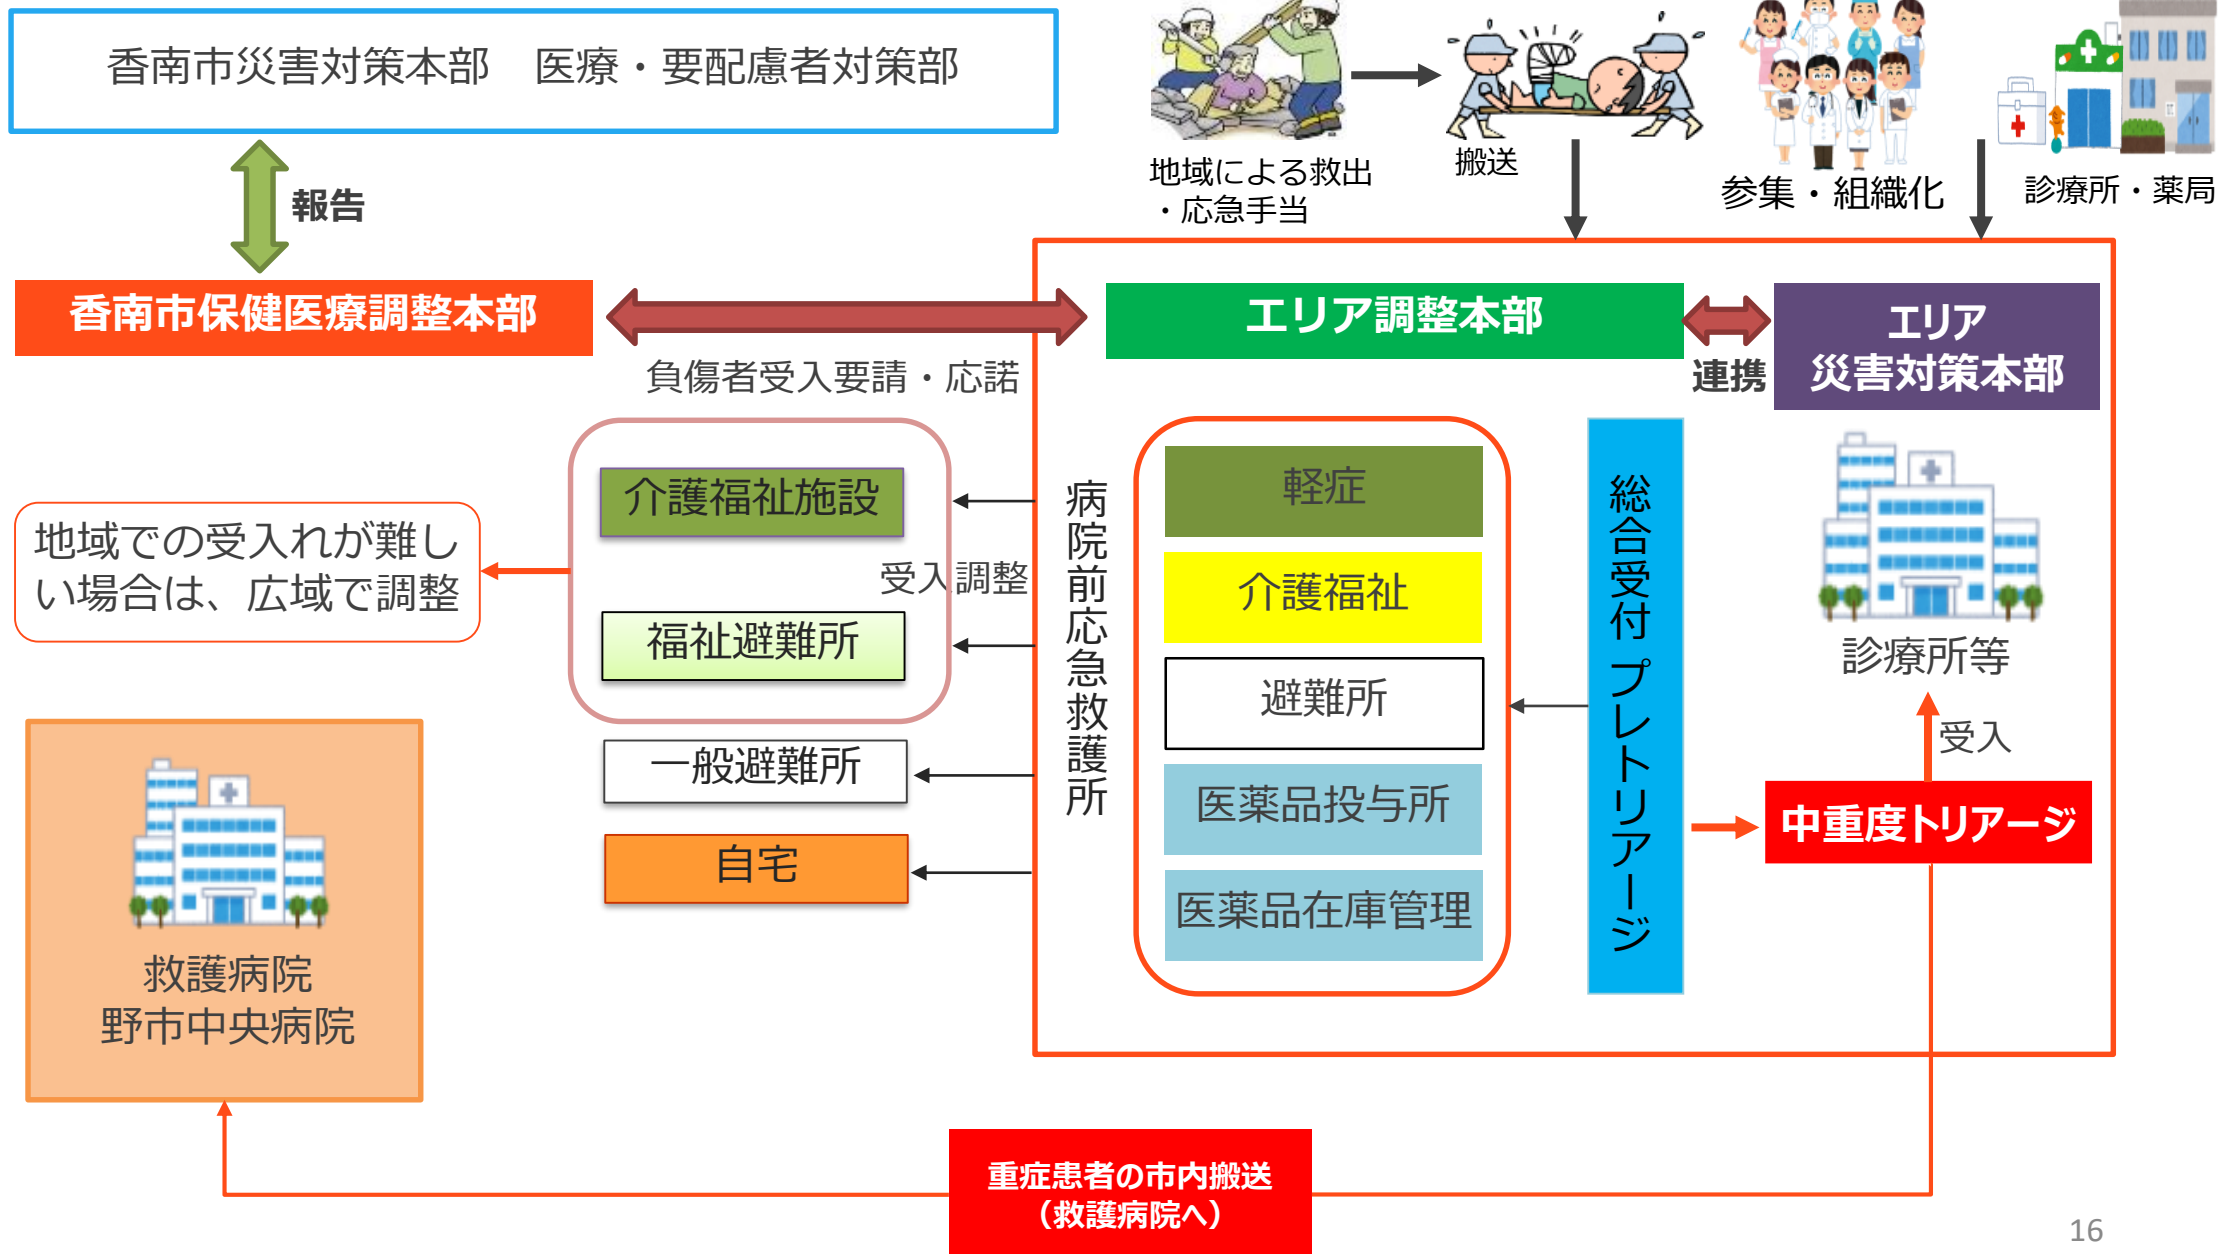 香南市災害対策本部　医療・要配慮者対策部
地域による救出
・応急手当
搬送
参集・組織化
診療所・薬局
報告
香南市保健医療調整本部
エリア調整本部
エリア
災害対策本部
連携
負傷者受入要請・応諾
介護福祉施設
福祉避難所
一般避難所
自宅
受入調整
地域での受入れが難し
い場合は、広域で調整
病院前応急救護所
軽症
介護福祉
避難所
医薬品投与所
医薬品在庫管理
総合受付 プレトリアージ
診療所等
受入
中重度トリアージ
救護病院
野市中央病院
重症患者の市内搬送
（救護病院へ）
16